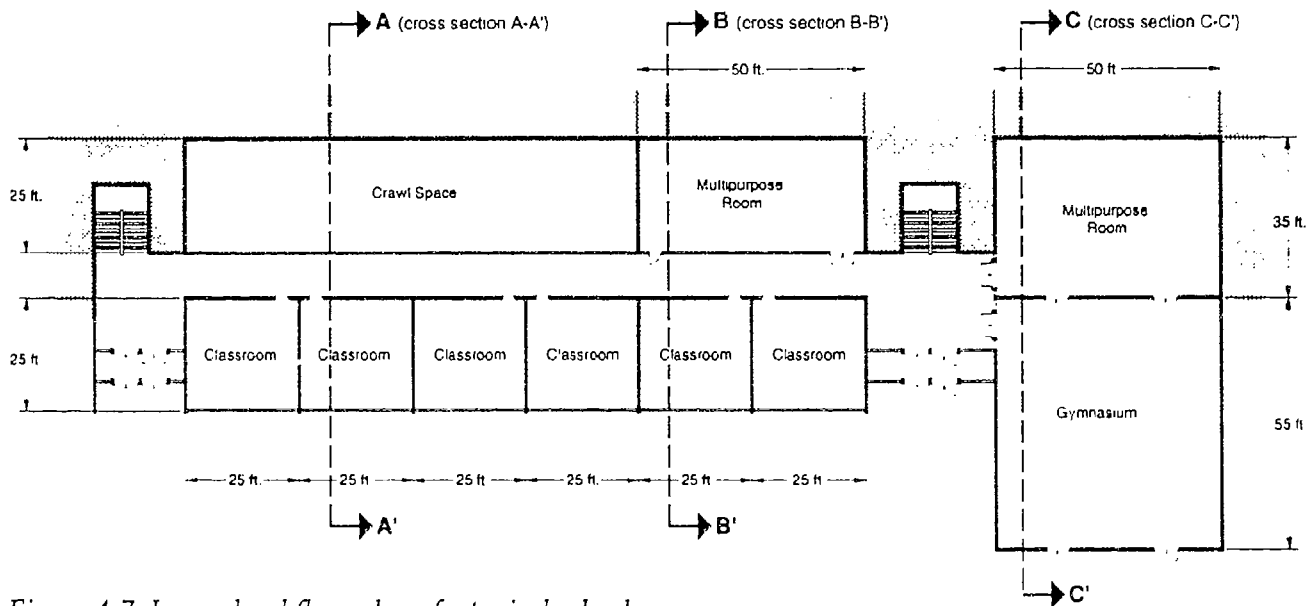 A (cross section A-A')
B (cross section B-B')
C (cross section C-C')
50 ft.
50 ft
25 ft.
Crawl Space
Multipurpose
Room
Multipurpose
Room
35 ft.
25 ft
Classroom
Classroom
Classroom
Classroom
Classroom
Classroom
Gymnasium
55 ft
25 ft.
25 ft
25 ft
25 ft.
25 ft
25 ft
A'
B'
C'